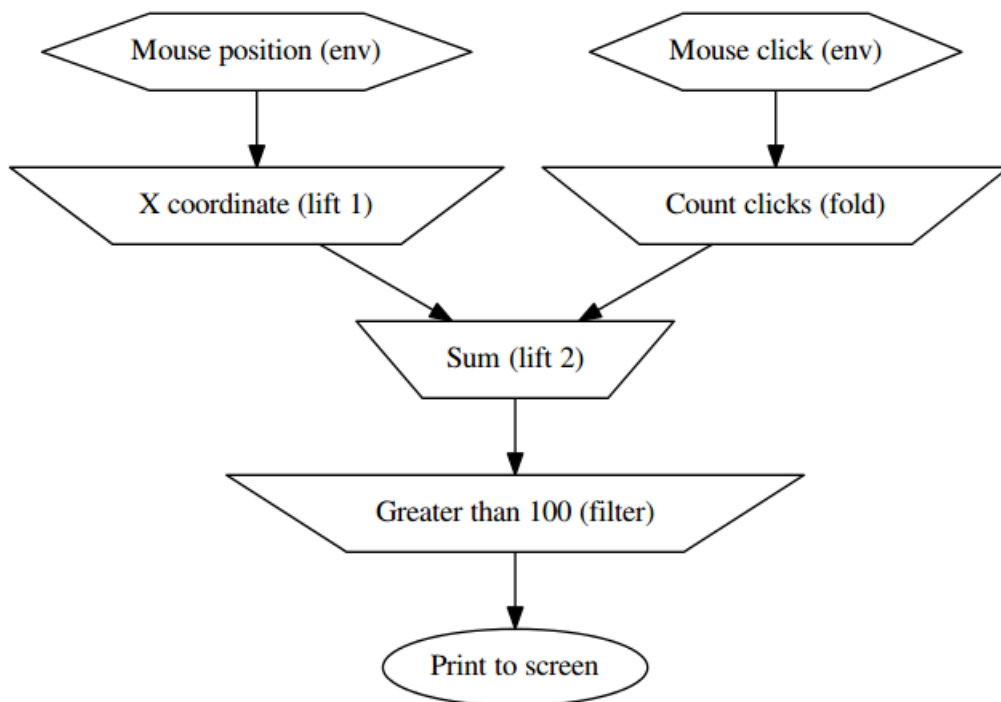 Mouse position (env)
Mouse click (env)
X coordinate (lift 1)
Count clicks (fold)
Sum (lift 2)
Greater than 100 (filter)
Print to screen